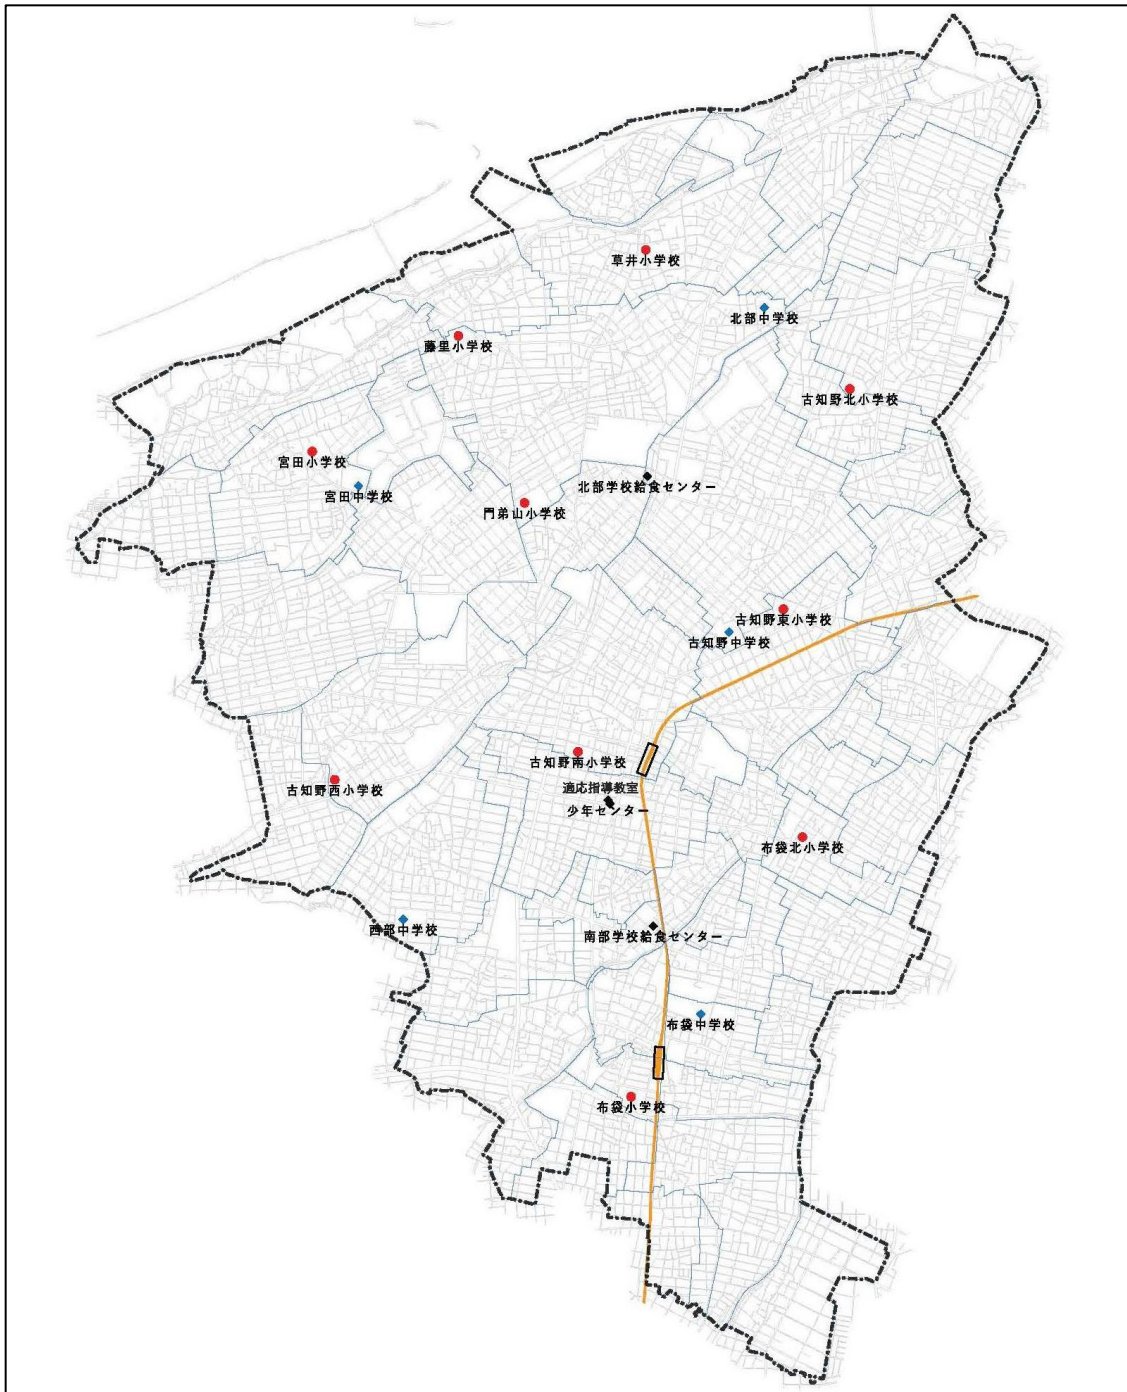 草井小学校
北部中学校
藤里小学校
古知野北小学校
宮田小学校
北部学校給食センター
宮田中学校
門弟山小学校
古知野東小学校
古知野中学校
古知野南小学校
古知野西小学校
適応指導教室
少年センター
布袋北小学校
西部中学校
南部学校給食センター
布袋中学校
布袋小学校